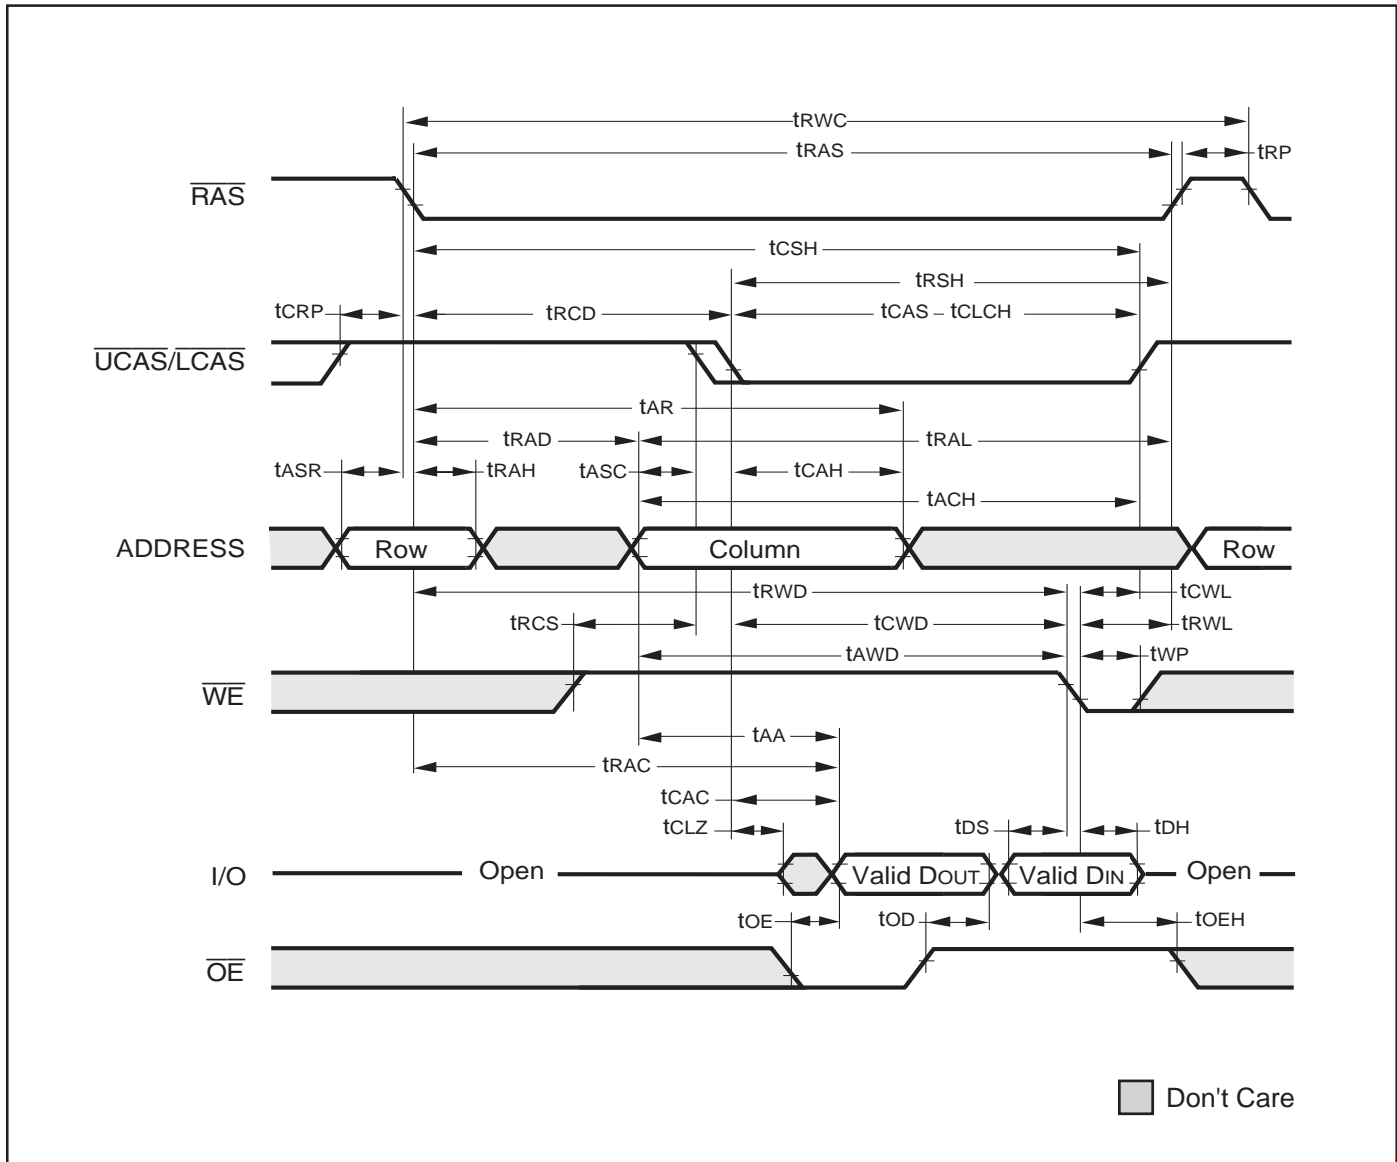 tRWC
tRAS
tRP
RAS
tCSH
tRSH
tCRP
tRCD
tCAS – tCLCH
UCAS/LCAS
tAR
tRAD
tRAL
tASR
tRAH
tASC
tCAH
tACH
ADDRESS
Row
Column
Row
tRWD
tCWL
tRCS
tCWD
tRWL
tAWD
tWP
WE
tAA
tRAC
tCAC
tCLZ
tDS
tDH
I/O
Open
Valid DOUT
Valid DIN
Open
tOE
tOD
tOEH
OE
Don't Care